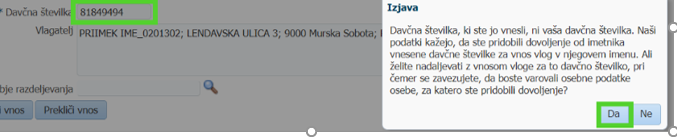 * Davčna številka 81849494
Vlagatelj PRIIMEK IME_0201302; LENDAVSKA ULICA 3; 9000 Murska Sobota;
bje razdeljevanja
i vnos Prekliči vnos
Izjava
Davčna številka, ki ste jo vnesli, ni vaša davčna številka. Naši
podatki kažejo, da ste pridobili dovoljenje od imetnika
vnesene davčne številke za vnos vlog v njegovem imenu. Ali
želite nadaljevati z vnosom vloge za to davčno številko, pri
čemer se zavezujete, da boste varovali osebne podatke
osebe, za katero ste pridobili dovoljenje?
Da Ne